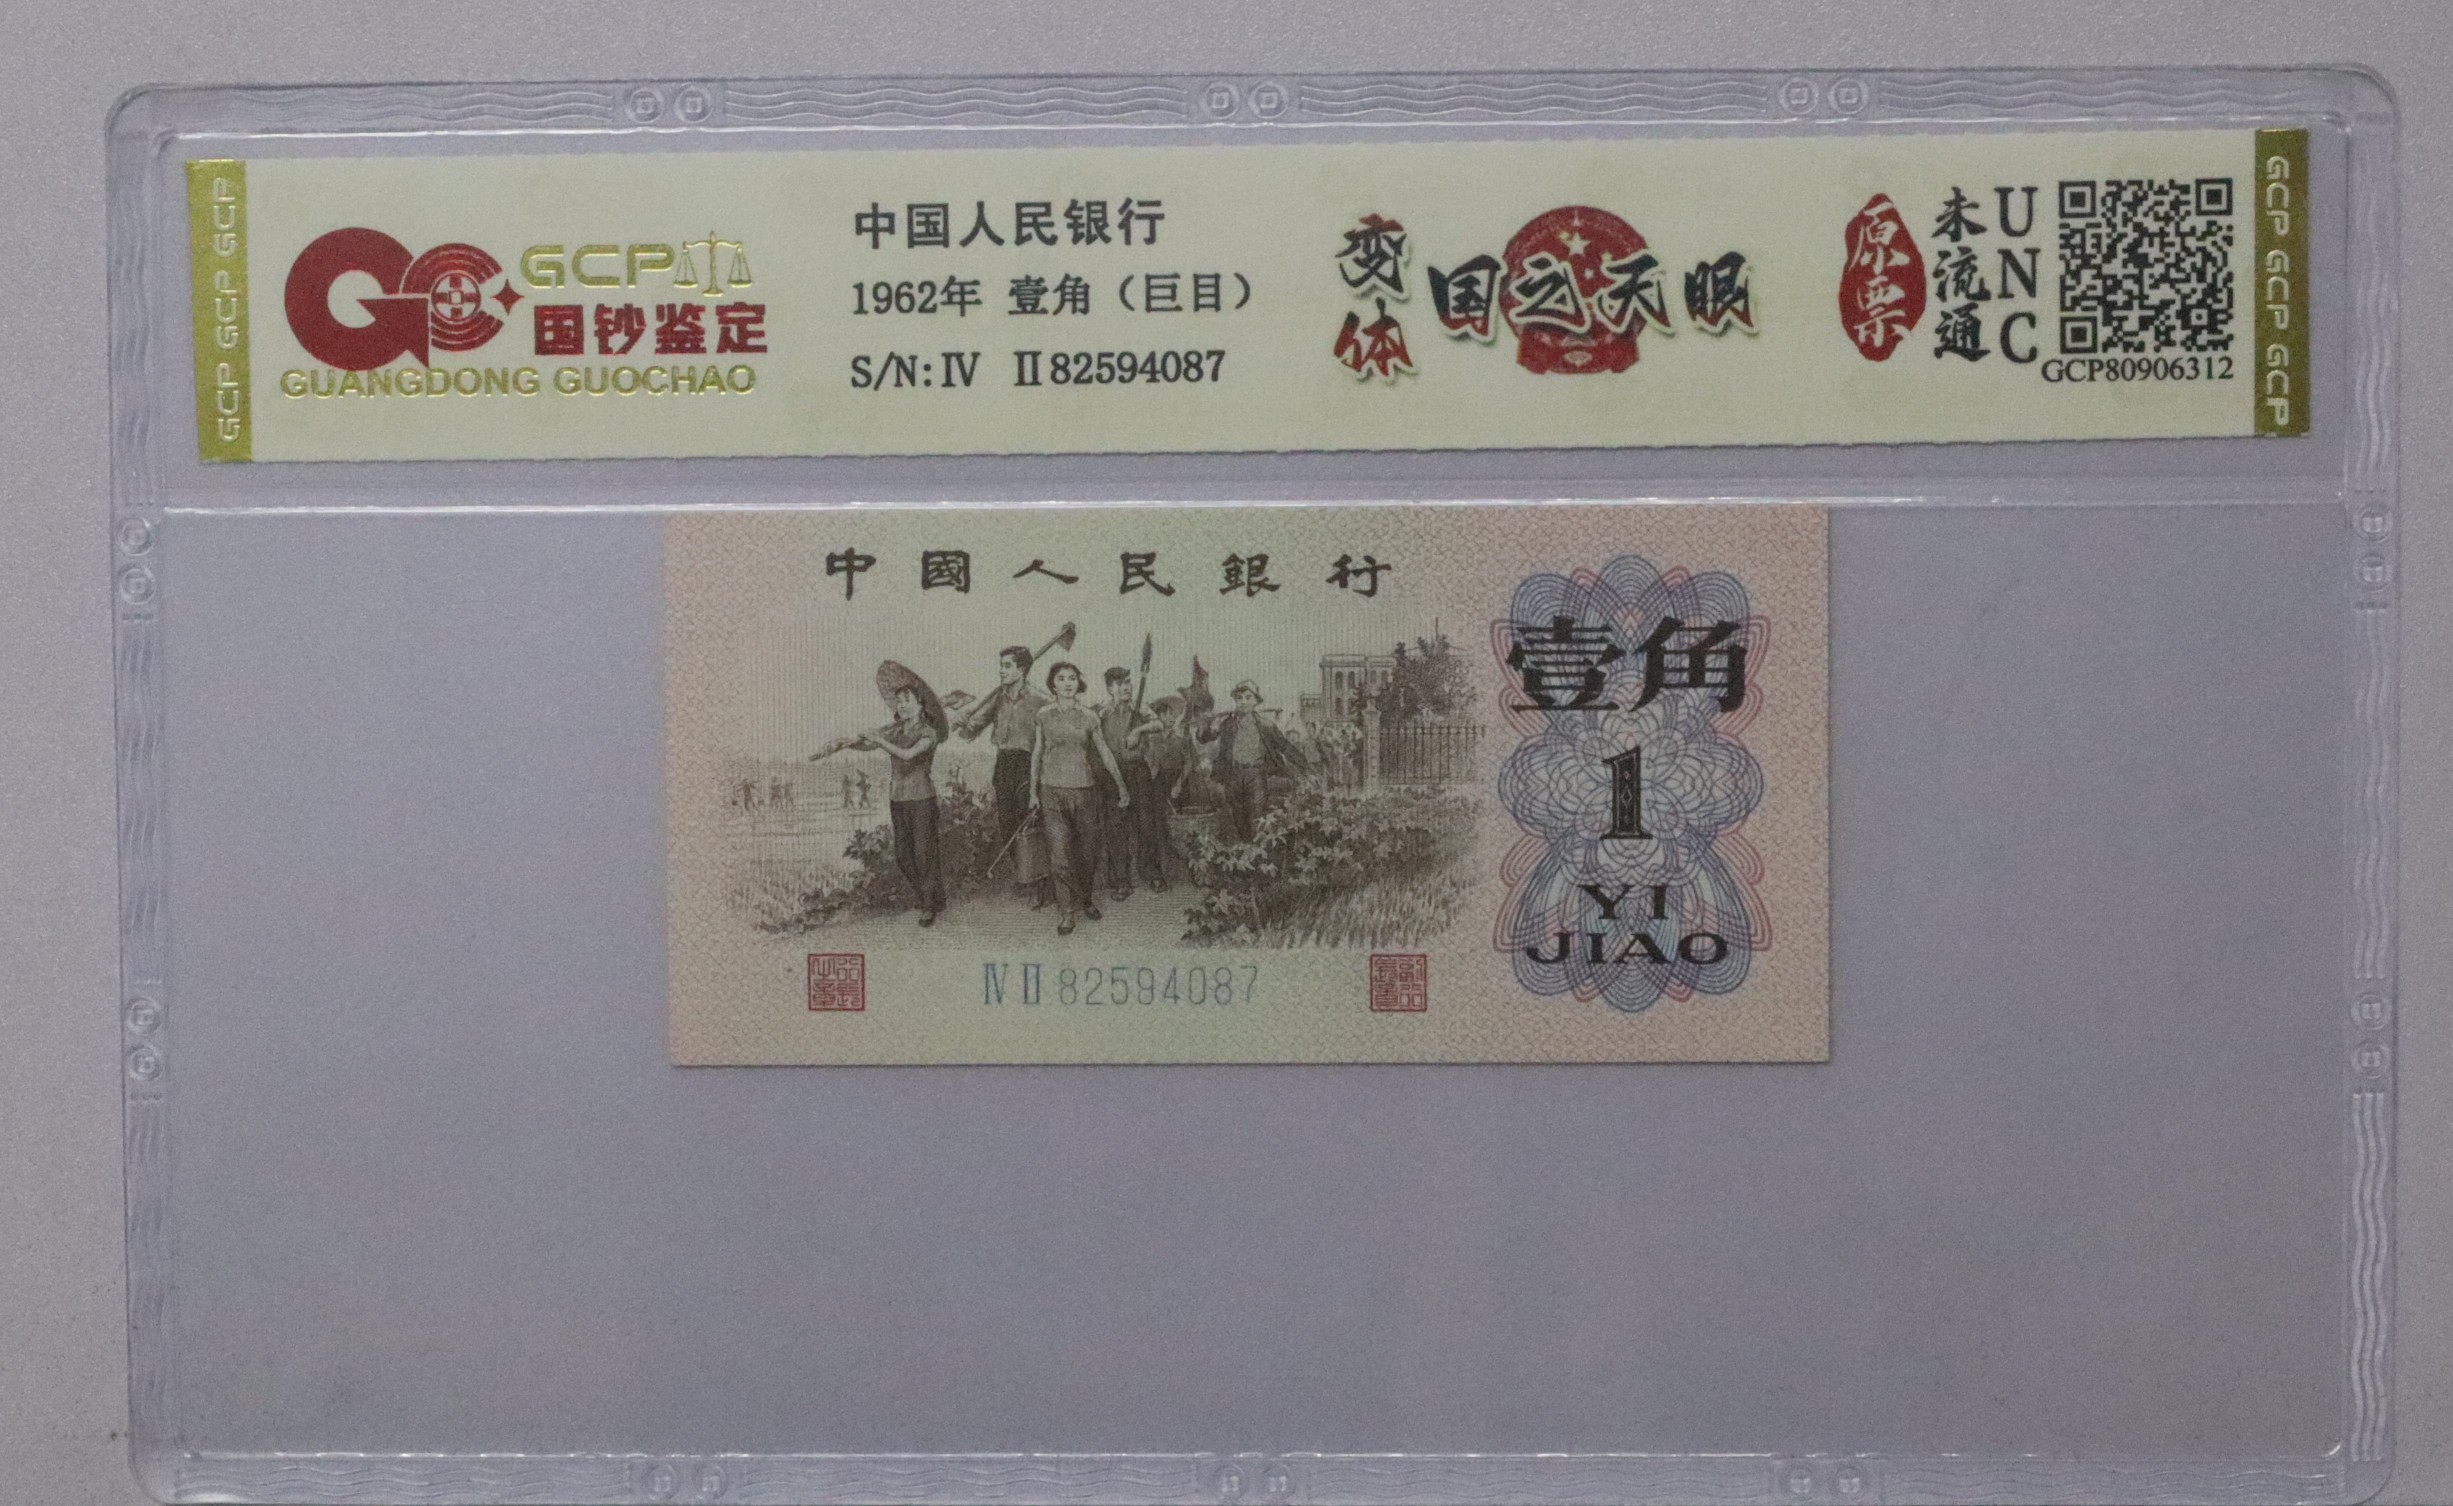 GCP GCP GCP
GCP
国钞鉴定
GUANGDONG GUOCHAO
中国人民银行
1962年 壹角（巨目）
S/N: IV II 82594087
变体
国之天眼
原票
未流通
UNC
GCP80906312
GCP GCP GCP
中國人民銀行
壹角
1
YI
JIAO
IV II 82594087